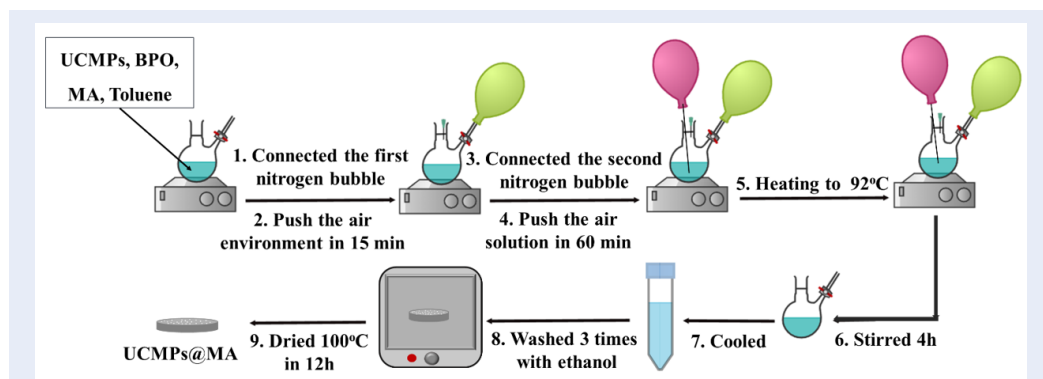 UCMPs, BPO,
MA, Toluene
1. Connected the first
nitrogen bubble
2. Push the air
environment in 15 min
3. Connected the second
nitrogen bubble
4. Push the air
solution in 60 min
5. Heating to 92°C
6. Stirred 4h
7. Cooled
8. Washed 3 times
with ethanol
9. Dried 100°C
in 12h
UCMPs@MA